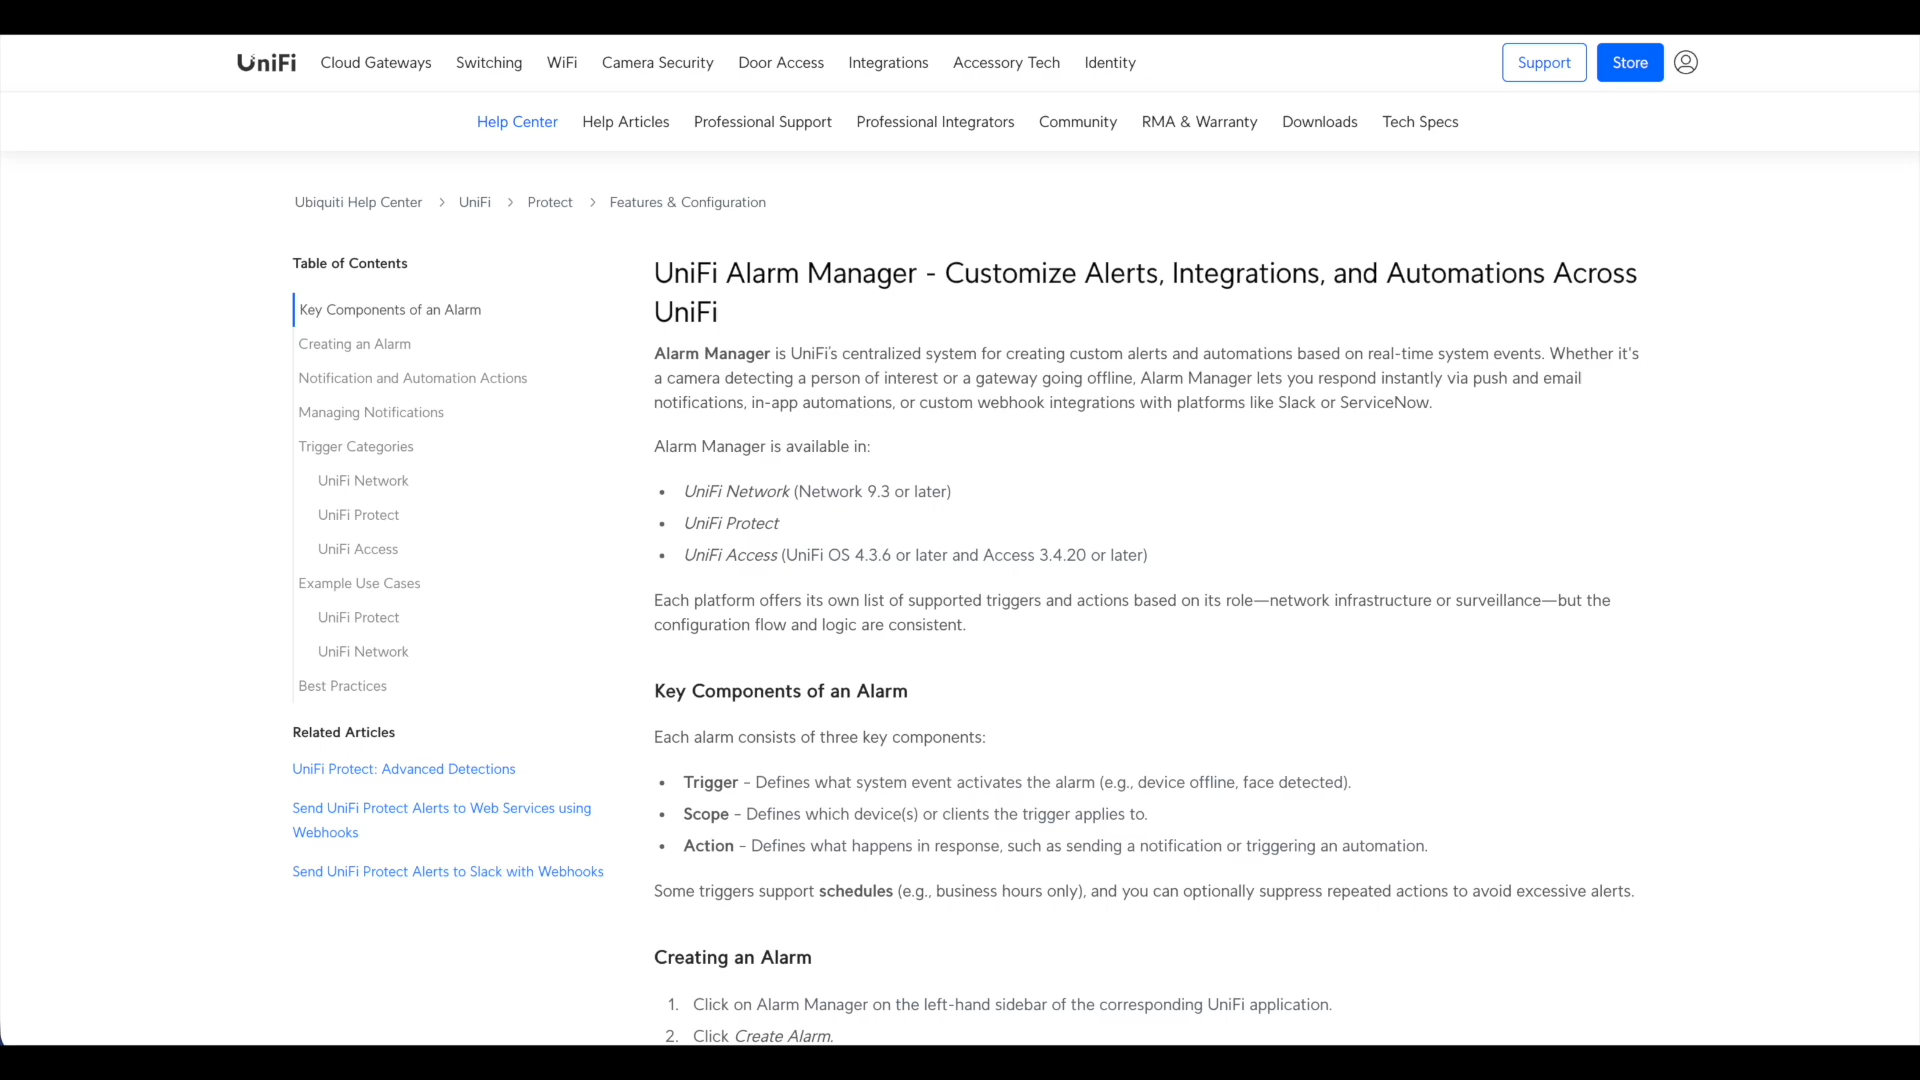 UniFi
Cloud Gateways
Switching
WiFi
Camera Security
Door Access
Integrations
Accessory Tech
Identity
Support
Store
Help Center
Help Articles
Professional Support
Professional Integrators
Community
RMA & Warranty
Downloads
Tech Specs
Ubiquiti Help Center > UniFi > Protect > Features & Configuration
Table of Contents
Key Components of an Alarm
Creating an Alarm
Notification and Automation Actions
Managing Notifications
Trigger Categories
UniFi Network
UniFi Protect
UniFi Access
Example Use Cases
UniFi Protect
UniFi Network
Best Practices
Related Articles
UniFi Protect: Advanced Detections
Send UniFi Protect Alerts to Web Services using
Webhooks
Send UniFi Protect Alerts to Slack with Webhooks
UniFi Alarm Manager - Customize Alerts, Integrations, and Automations Across
UniFi
Alarm Manager is UniFi's centralized system for creating custom alerts and automations based on real-time system events. Whether it's
a camera detecting a person of interest or a gateway going offline, Alarm Manager lets you respond instantly via push and email
notifications, in-app automations, or custom webhook integrations with platforms like Slack or ServiceNow.
Alarm Manager is available in:
• UniFi Network (Network 9.3 or later)
• UniFi Protect
• UniFi Access (UniFi OS 4.3.6 or later and Access 3.4.20 or later)
Each platform offers its own list of supported triggers and actions based on its role—network infrastructure or surveillance—but the
configuration flow and logic are consistent.
Key Components of an Alarm
Each alarm consists of three key components:
• Trigger – Defines what system event activates the alarm (e.g., device offline, face detected).
• Scope – Defines which device(s) or clients the trigger applies to.
• Action – Defines what happens in response, such as sending a notification or triggering an automation.
Some triggers support schedules (e.g., business hours only), and you can optionally suppress repeated actions to avoid excessive alerts.
Creating an Alarm
1. Click on Alarm Manager on the left-hand sidebar of the corresponding UniFi application.
2. Click Create Alarm.